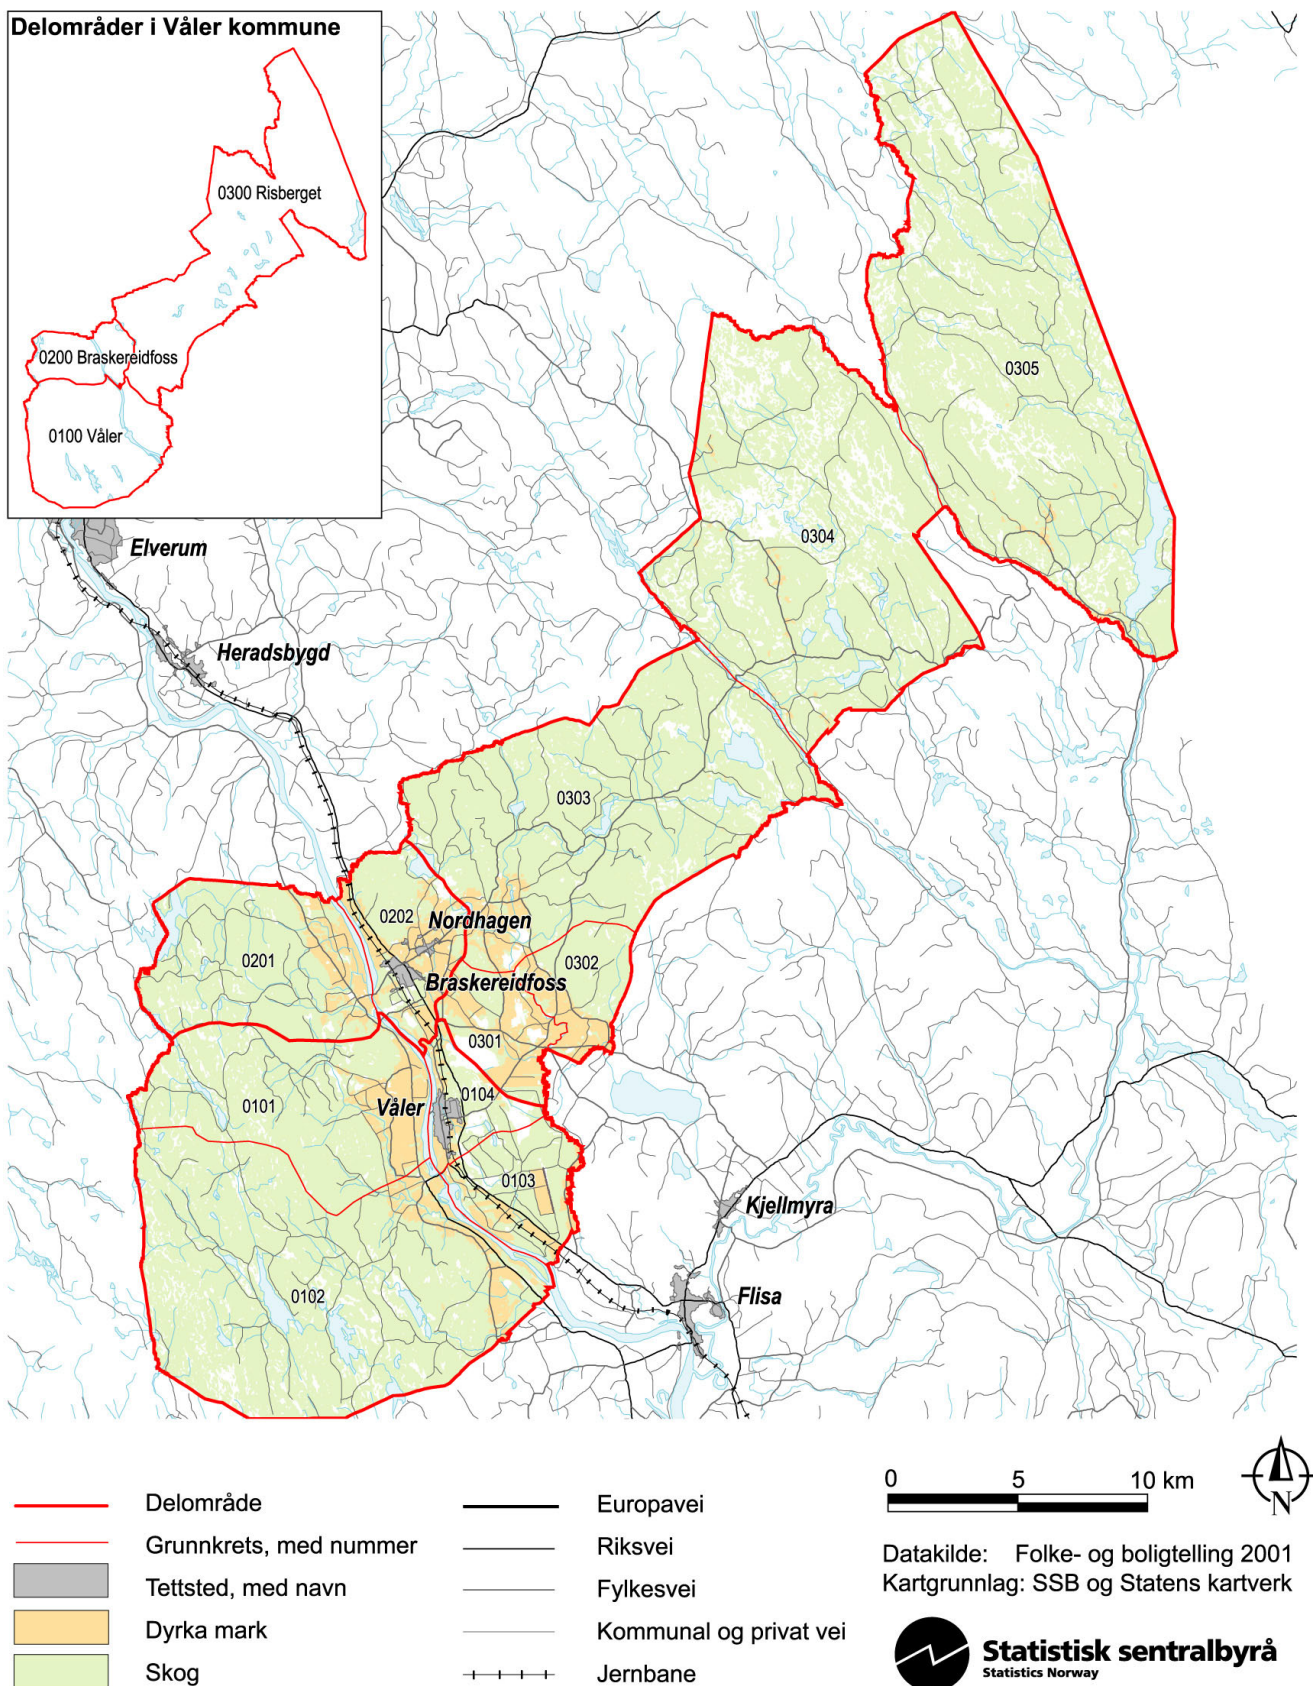 Delområder i Våler kommune
0300 Risberget
0200 Braskereidfoss
0100 Våler
0305
0304
Elverum
Heradsbygd
0303
0202
Nordhagen
0201
0302
Braskereidfoss
0301
0104
0101
Våler
0103
Kjellmyra
0102
Flisa
Delområde
Grunnkrets, med nummer
Tettsted, med navn
Dyrka mark
Skog
Europavei
Riksvei
Fylkesvei
Kommunal og privat vei
Jernbane
0 5 10 km
N
Datakilde: Folke- og boligtelling 2001
Kartgrunnlag: SSB og Statens kartverk
Statistisk sentralbyrå
Statistics Norway